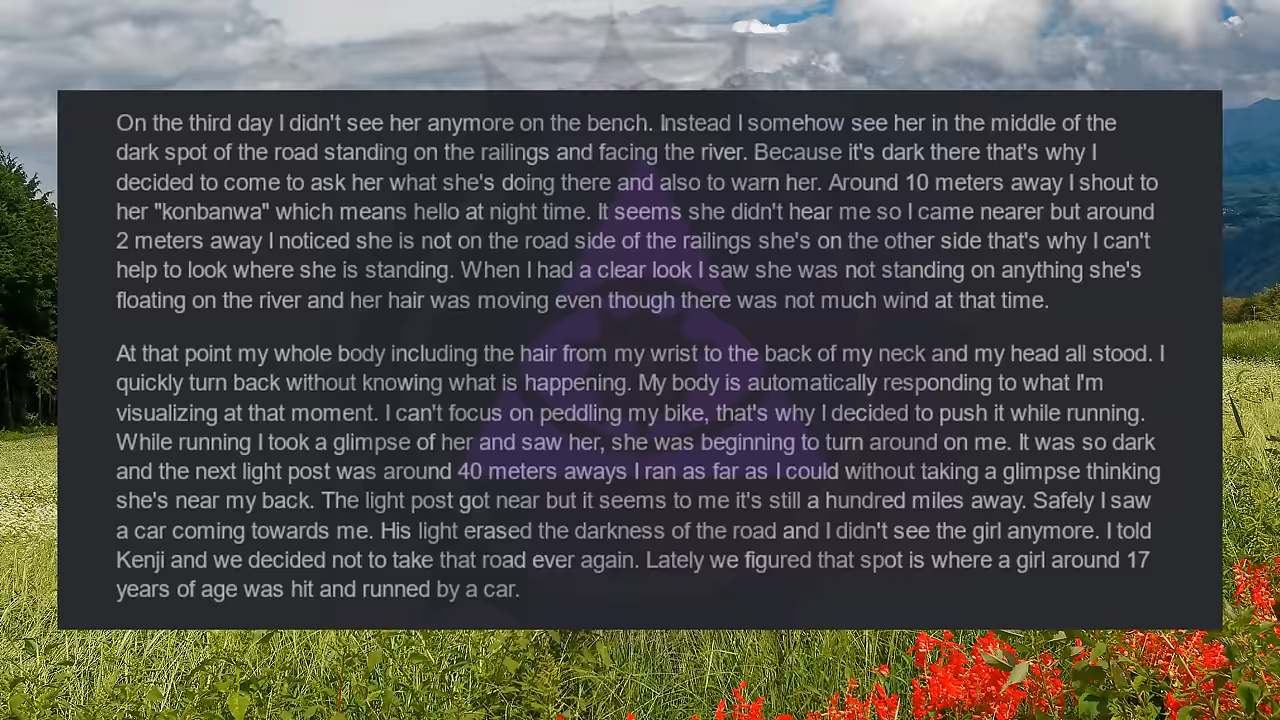 On the third day I didn't see her anymore on the bench. Instead I somehow see her in the middle of the
dark spot of the road standing on the railings and facing the river. Because it's dark there that's why I
decided to come to ask her what she's doing there and also to warn her. Around 10 meters away I shout to
her "konbanwa" which means hello at night time. It seems she didn't hear me so I came nearer but around
2 meters away I noticed she is not on the road side of the railings she's on the other side that's why I can't
help to look where she is standing. When I had a clear look I saw she was not standing on anything she's
floating on the river and her hair was moving even though there was not much wind at that time.
At that point my whole body including the hair from my wrist to the back of my neck and my head all stood. I
quickly turn back without knowing what is happening. My body is automatically responding to what I'm
visualizing at that moment. I can't focus on peddling my bike, that's why I decided to push it while running.
While running I took a glimpse of her and saw her, she was beginning to turn around on me. It was so dark
and the next light post was around 40 meters aways I ran as far as I could without taking a glimpse thinking
she's near my back. The light post got near but it seems to me it's still a hundred miles away. Safely I saw
a car coming towards me. His light erased the darkness of the road and I didn't see the girl anymore. I told
Kenji and we decided not to take that road ever again. Lately we figured that spot is where a girl around 17
years of age was hit and runned by a car.